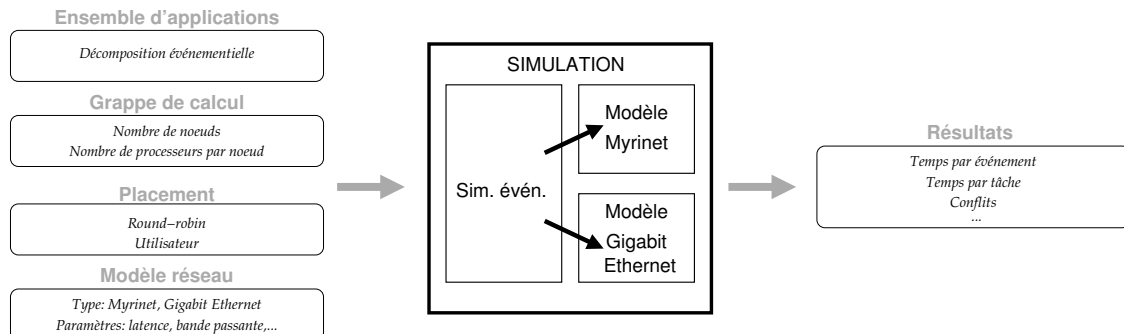 Ensemble d'applications
Décomposition événementielle
Grappe de calcul
Nombre de noeuds
Nombre de processeurs par noeud
Placement
Round−robin
Utilisateur
Modèle réseau
Type: Myrinet, Gigabit Ethernet
Paramètres: latence, bande passante,...
SIMULATION
Sim. évén.
Modèle
Myrinet
Modèle
Gigabit
Ethernet
Résultats
Temps par événement
Temps par tâche
Conflits
...